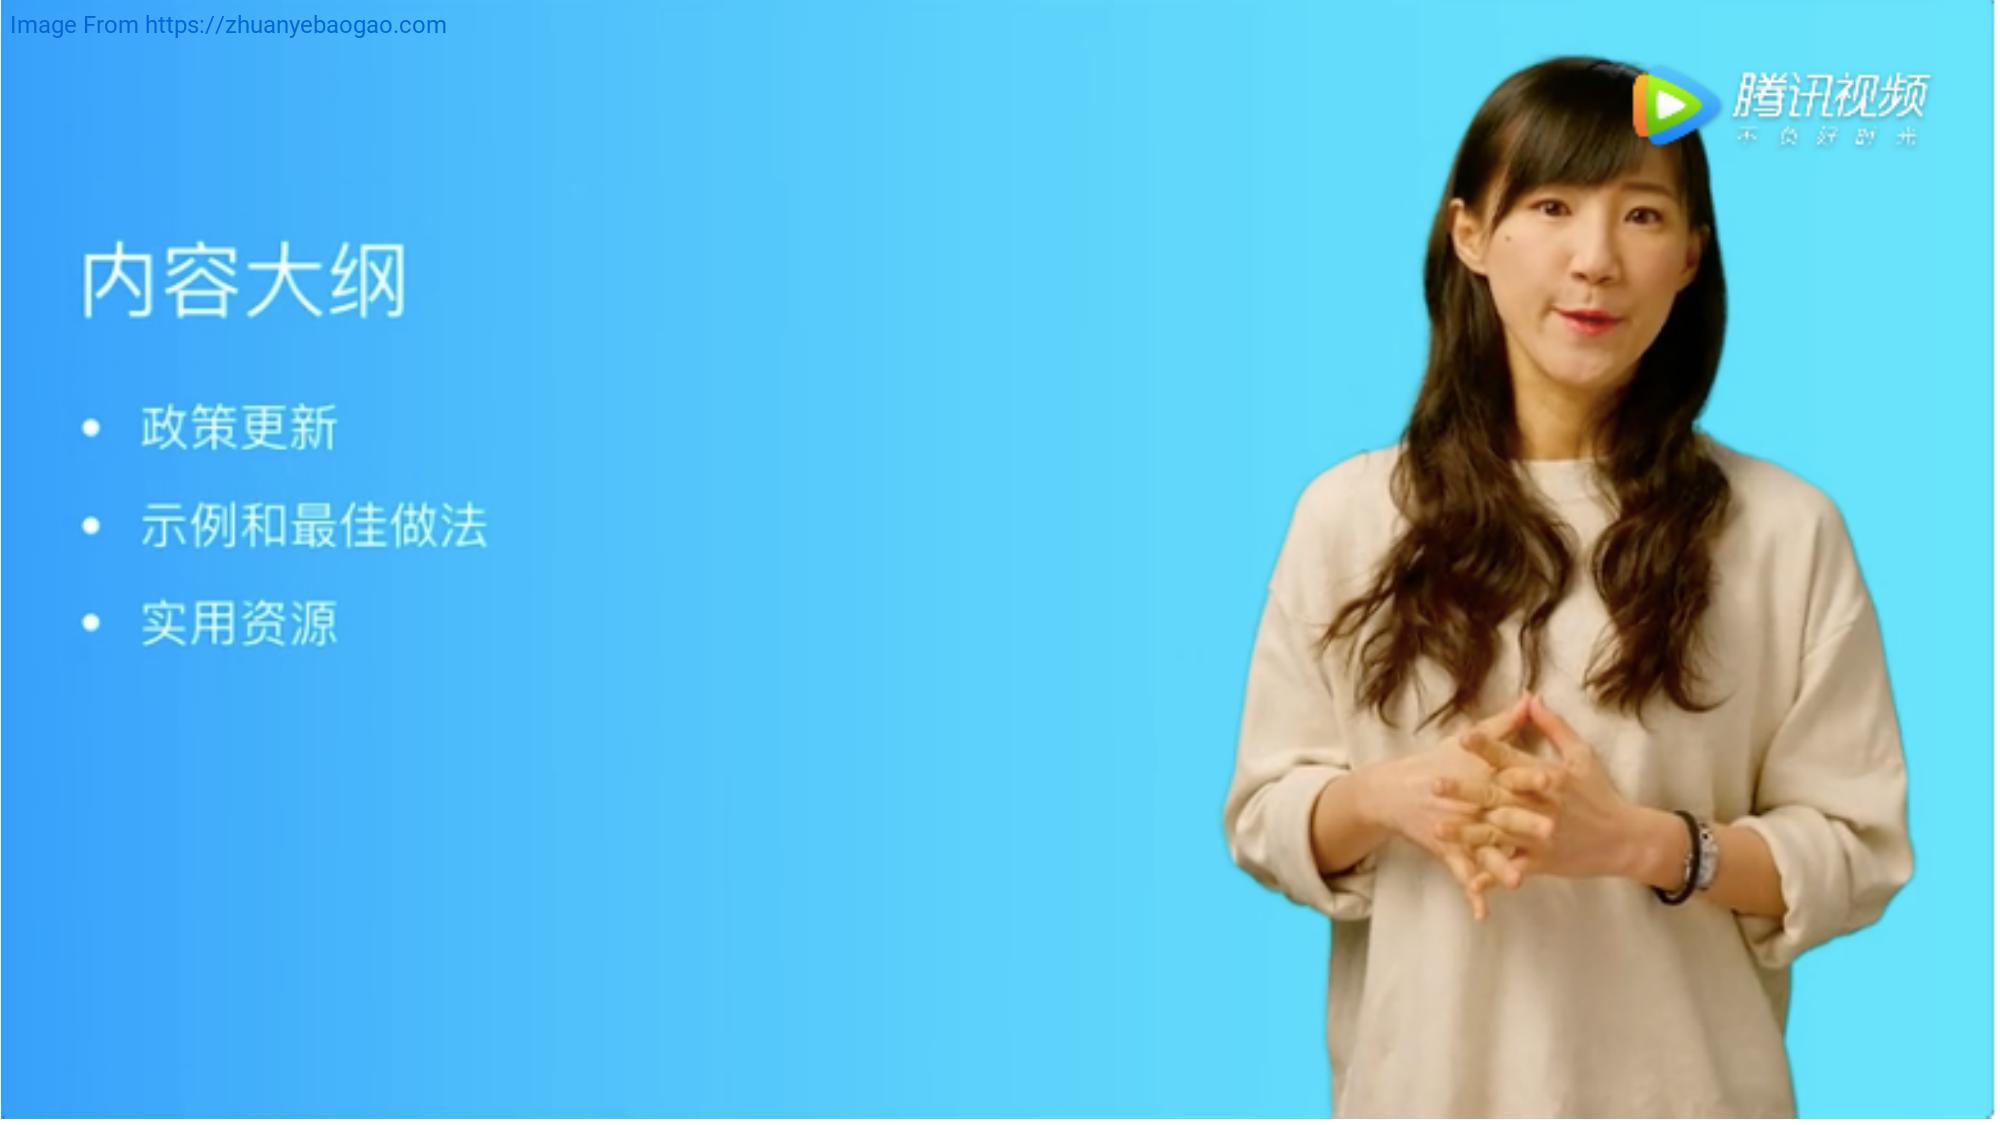 Image From https://zhuanyebaogao.com
腾讯视频
不负好时光
内容大纲
• 政策更新
• 示例和最佳做法
• 实用资源